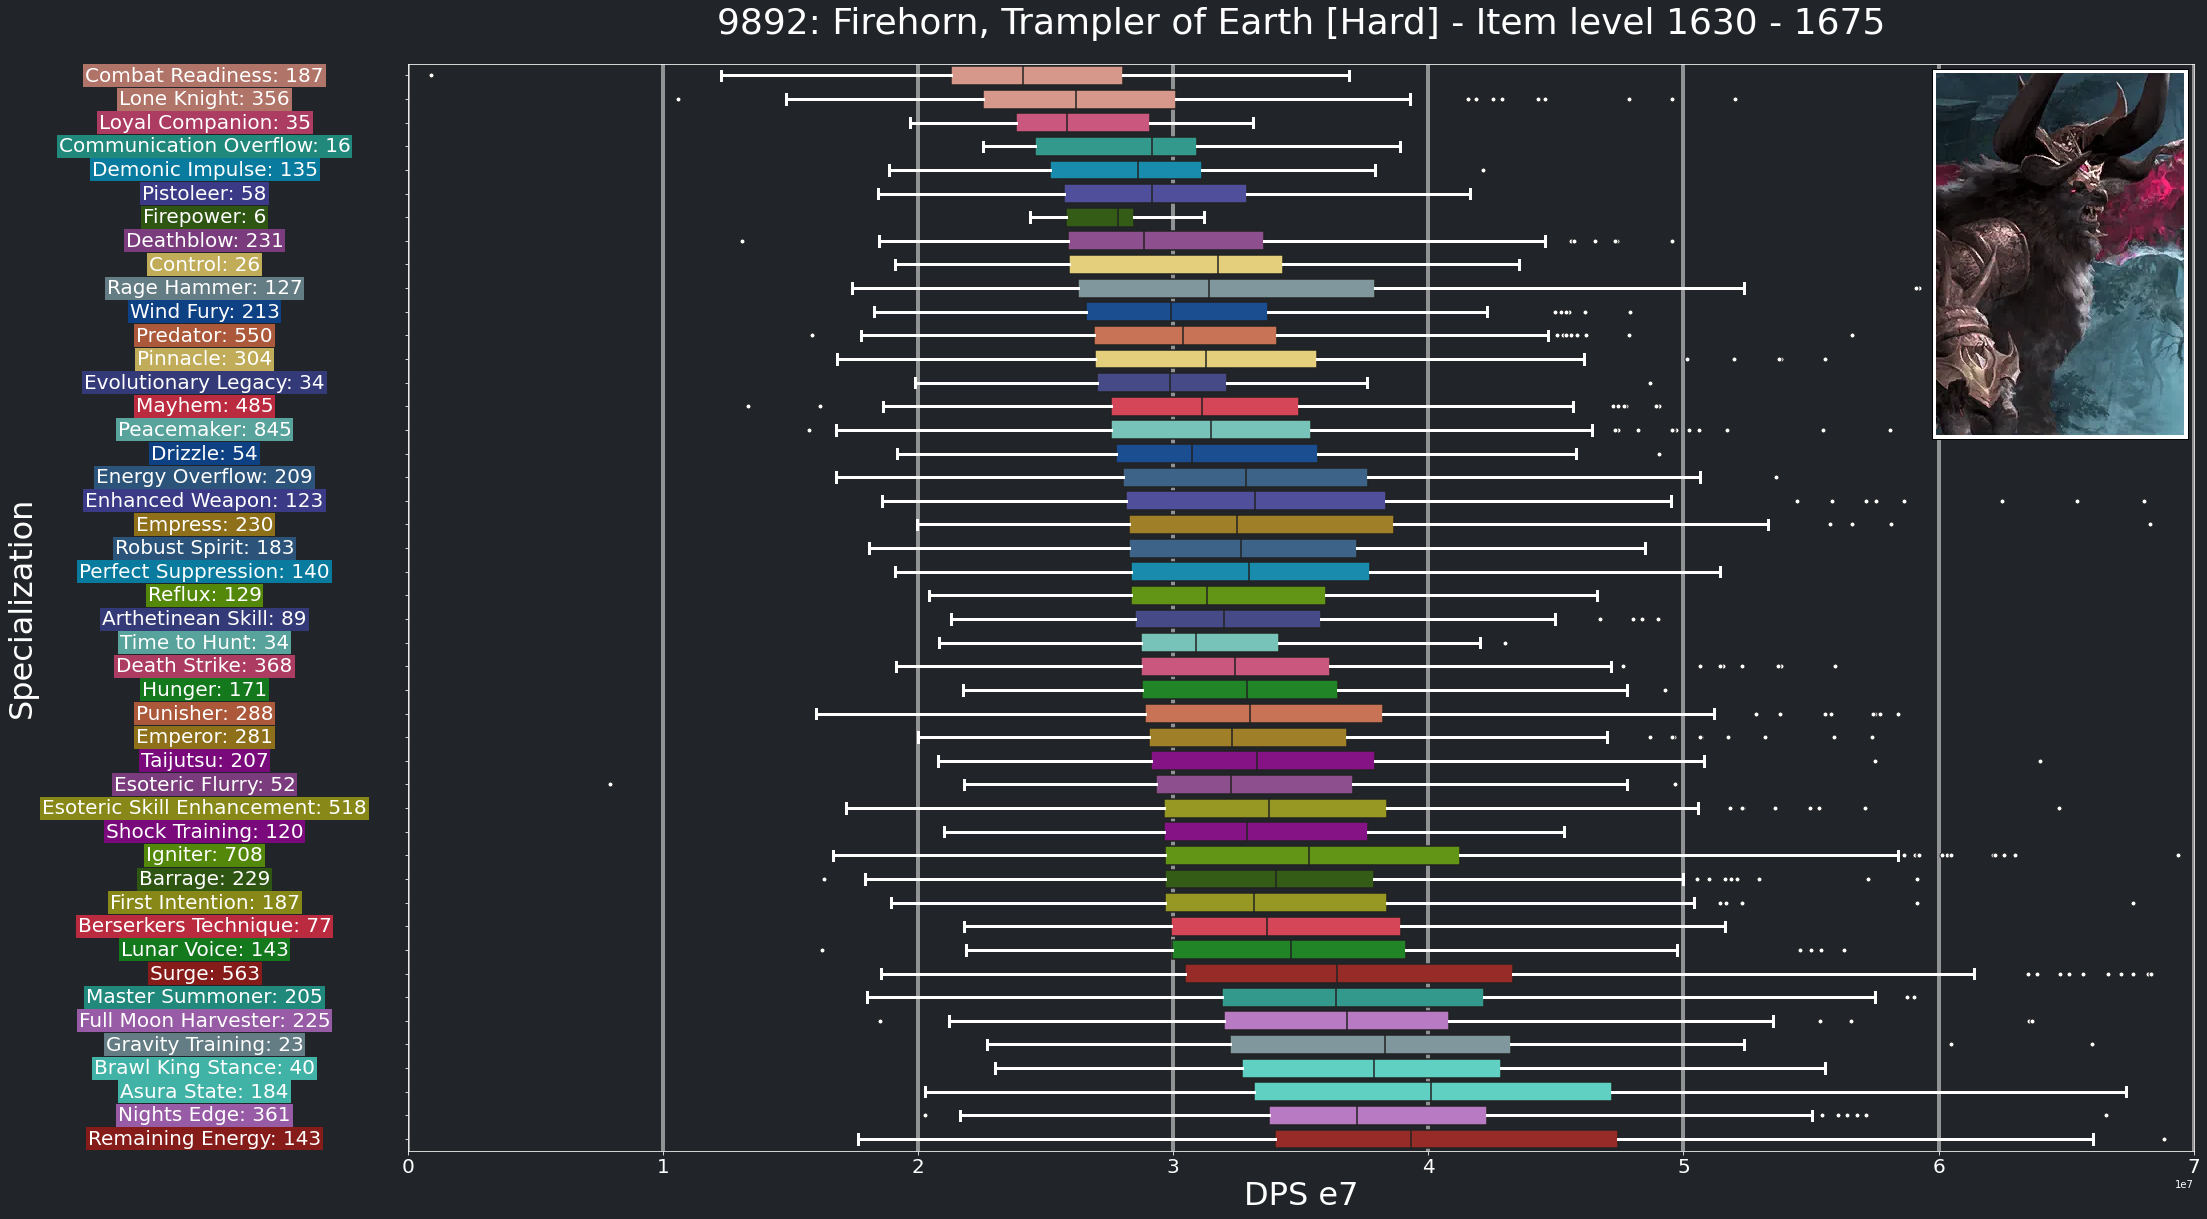 9892: Firehorn, Trampler of Earth [Hard] - Item level 1630 - 1675
Specialization
Combat Readiness: 187
Lone Knight: 356
Loyal Companion: 35
Communication Overflow: 16
Demonic Impulse: 135
Pistoleer: 58
Firepower: 6
Deathblow: 231
Control: 26
Rage Hammer: 127
Wind Fury: 213
Predator: 550
Pinnacle: 304
Evolutionary Legacy: 34
Mayhem: 485
Peacemaker: 845
Drizzle: 54
Energy Overflow: 209
Enhanced Weapon: 123
Empress: 230
Robust Spirit: 183
Perfect Suppression: 140
Reflux: 129
Arthetinean Skill: 89
Time to Hunt: 34
Death Strike: 368
Hunger: 171
Punisher: 288
Emperor: 281
Taijutsu: 207
Esoteric Flurry: 52
Esoteric Skill Enhancement: 518
Shock Training: 120
Igniter: 708
Barrage: 229
First Intention: 187
Berserkers Technique: 77
Lunar Voice: 143
Surge: 563
Master Summoner: 205
Full Moon Harvester: 225
Gravity Training: 23
Brawl King Stance: 40
Asura State: 184
Nights Edge: 361
Remaining Energy: 143
0 1 2 3 4 5 6 7
1e7
DPS e7